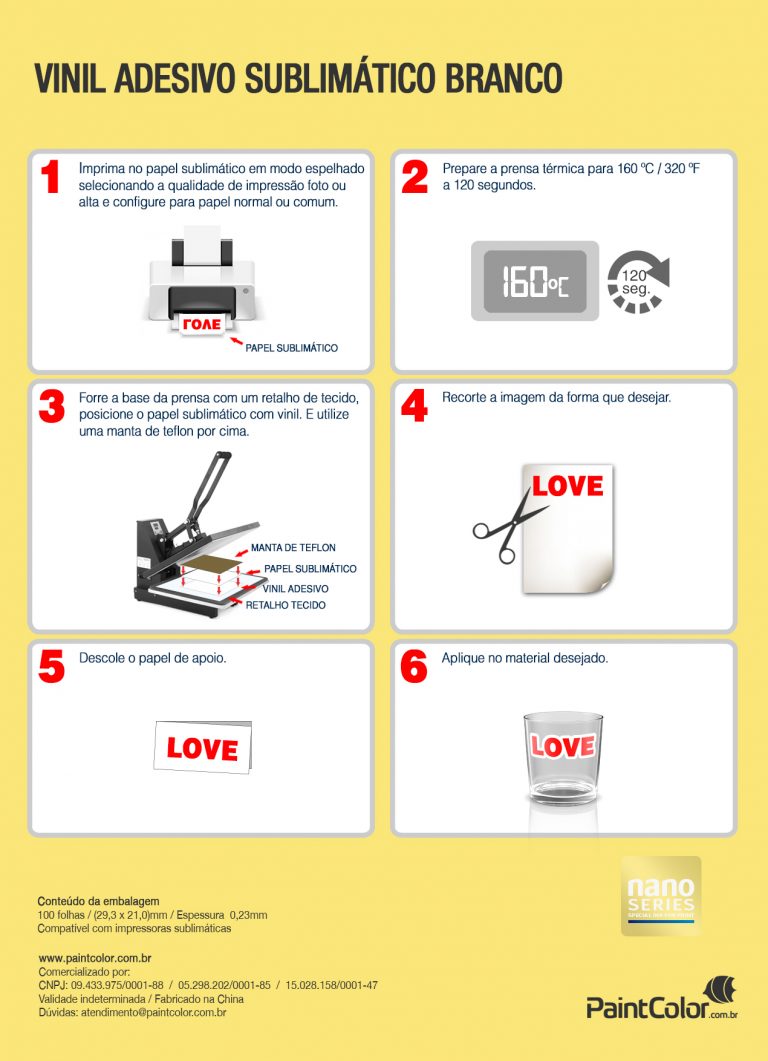 VINIL ADESIVO SUBLIMÁTICO BRANCO
1
Imprima no papel sublimático em modo espelhado
selecionando a qualidade de impressão foto ou
alta e configure para papel normal ou comum.
LOVE
PAPEL SUBLIMÁTICO
2
Prepare a prensa térmica para 160 ºC / 320 ºF
a 120 segundos.
160ºC
120
seg.
3
Forre a base da prensa com um retalho de tecido,
posicione o papel sublimático com vinil. E utilize
uma manta de teflon por cima.
MANTA DE TEFLON
PAPEL SUBLIMÁTICO
VINIL ADESIVO
RETALHO TECIDO
4
Recorte a imagem da forma que desejar.
LOVE
5
Descole o papel de apoio.
LOVE
6
Aplique no material desejado.
LOVE
nano
SERIES
Conteúdo da embalagem
100 folhas / (29,3 x 21,0)mm / Espessura 0,23mm
Compatível com impressoras sublimáticas
www.paintcolor.com.br
Comercializado por:
CNPJ: 09.433.975/0001-88 / 05.298.202/0001-85 / 15.028.158/0001-47
Validade indeterminada / Fabricado na China
Dúvidas: atendimento@paintcolor.com.br
PaintColor.com.br